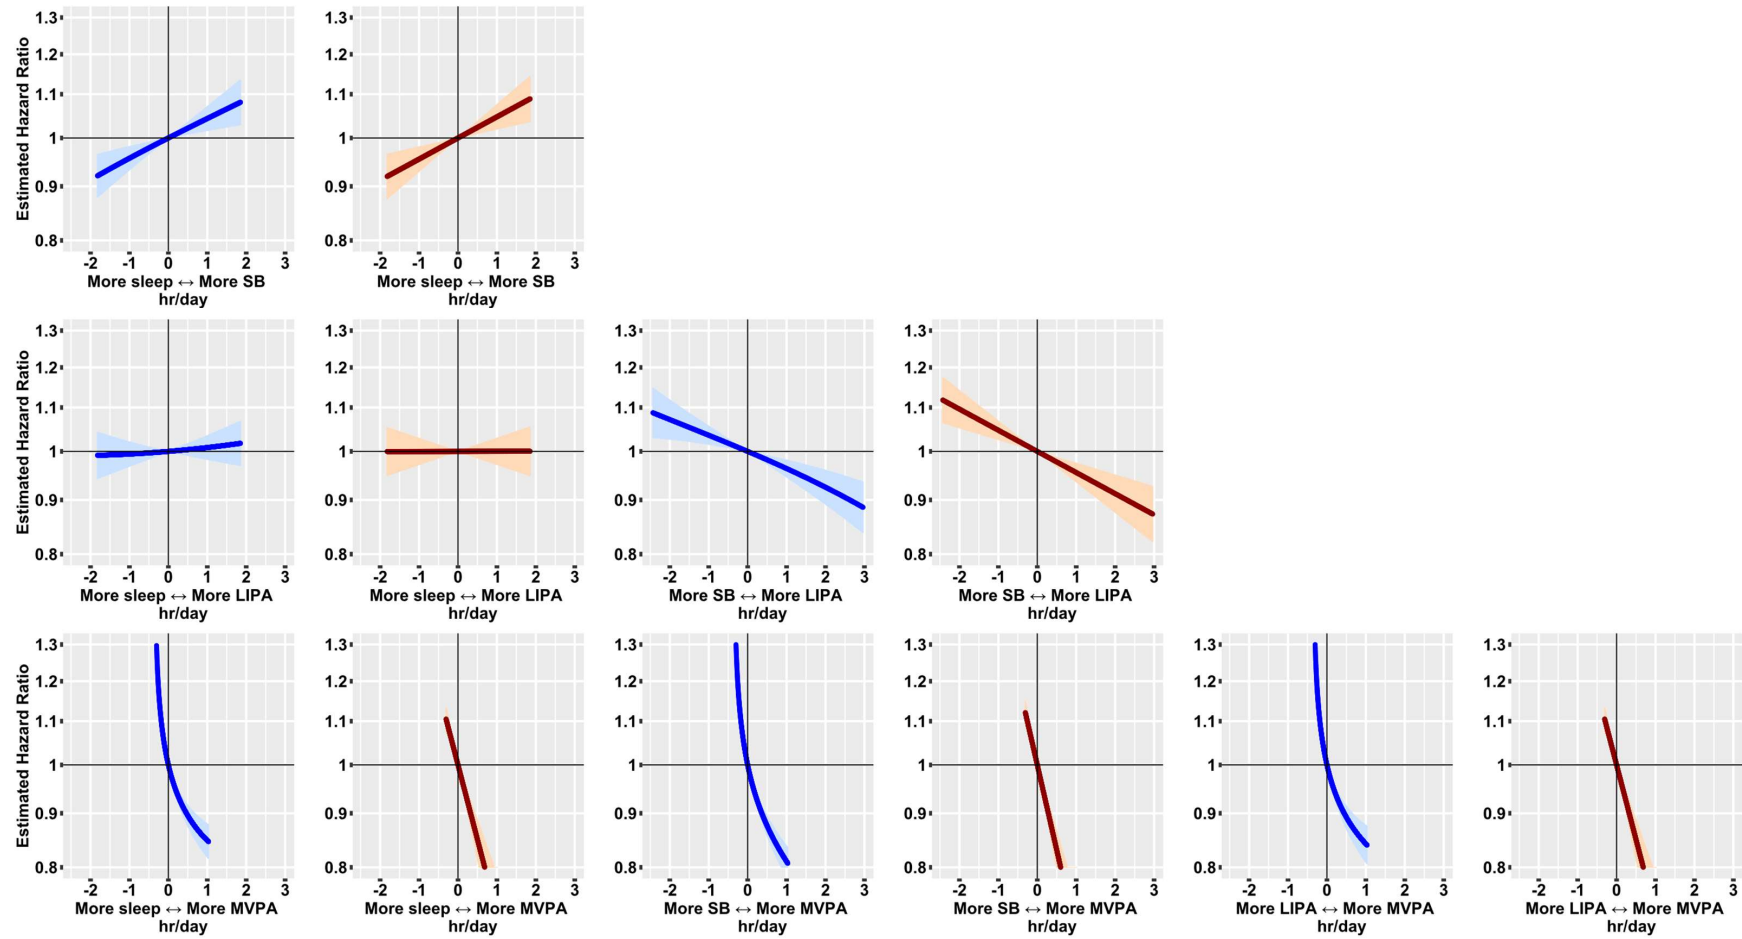 Estimated Hazard Ratio
1.3
1.2
1.1
1
0.9
0.8
-2 -1 0 1 2 3
More sleep ↔ More SB
hr/day
1.3
1.2
1.1
1
0.9
0.8
-2 -1 0 1 2 3
More sleep ↔ More SB
hr/day
Estimated Hazard Ratio
1.3
1.2
1.1
1
0.9
0.8
-2 -1 0 1 2 3
More sleep ↔ More LIPA
hr/day
1.3
1.2
1.1
1
0.9
0.8
-2 -1 0 1 2 3
More sleep ↔ More LIPA
hr/day
1.3
1.2
1.1
1
0.9
0.8
-2 -1 0 1 2 3
More SB ↔ More LIPA
hr/day
1.3
1.2
1.1
1
0.9
0.8
-2 -1 0 1 2 3
More SB ↔ More LIPA
hr/day
Estimated Hazard Ratio
1.3
1.2
1.1
1
0.9
0.8
-2 -1 0 1 2 3
More sleep ↔ More MVPA
hr/day
1.3
1.2
1.1
1
0.9
0.8
-2 -1 0 1 2 3
More sleep ↔ More MVPA
hr/day
1.3
1.2
1.1
1
0.9
0.8
-2 -1 0 1 2 3
More SB ↔ More MVPA
hr/day
1.3
1.2
1.1
1
0.9
0.8
-2 -1 0 1 2 3
More SB ↔ More MVPA
hr/day
1.3
1.2
1.1
1
0.9
0.8
-2 -1 0 1 2 3
More LIPA ↔ More MVPA
hr/day
1.3
1.2
1.1
1
0.9
0.8
-2 -1 0 1 2 3
More LIPA ↔ More MVPA
hr/day